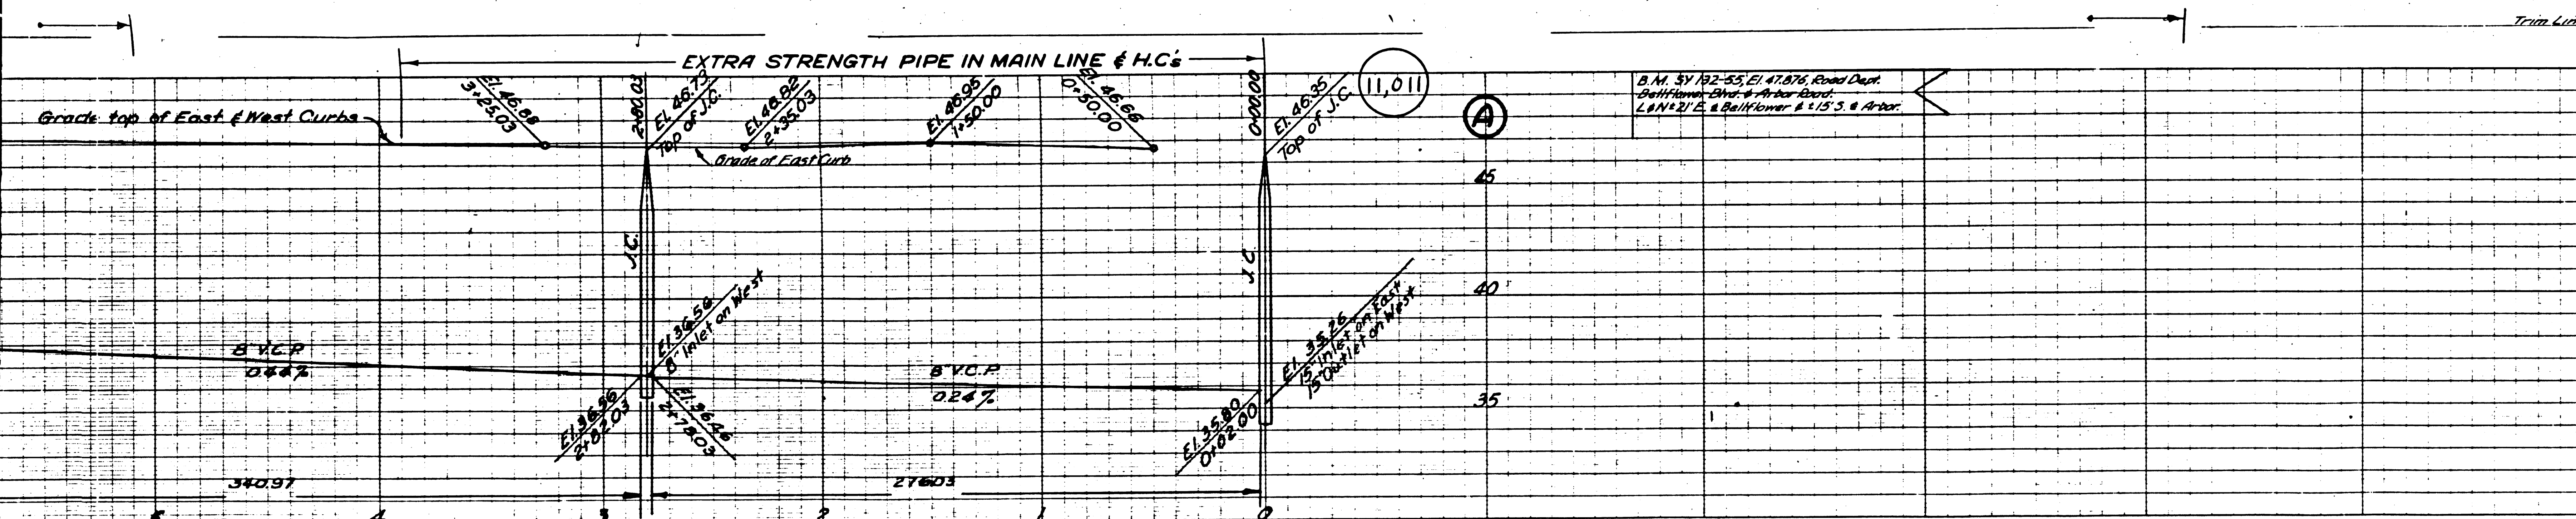 Trim Lin
EXTRA STRENGTH PIPE IN MAIN LINE & H.C's
11,011
B.M. SY 132-55, El. 47.876, Road Dept.
Bellflower Blvd. & Arbor Road.
L&N ± 21' E. ℄ Bellflower & ± 15' S. ℄ Arbor.
A
Grade top of East & West Curbs
El. 46.88
3+25.03
2+80.03
El. 46.73
Top of J.C.
El. 46.82
2+35.03
Grade of East Curb
El. 46.95
1+50.00
El. 46.66
0+50.00
0+00.00
El. 46.35
Top of J.C.
45
J.C.
J.C.
40
El. 36.56
8" Inlet on West
El. 35.26
15" Inlet on East
15" Outlet on West
8" V.C.P.
0.44%
8" V.C.P.
0.24%
35
El. 36.56
2+82.03
El. 36.46
2+78.03
El. 35.80
0+02.00
340.97
276.03
5
4
3
2
1
0